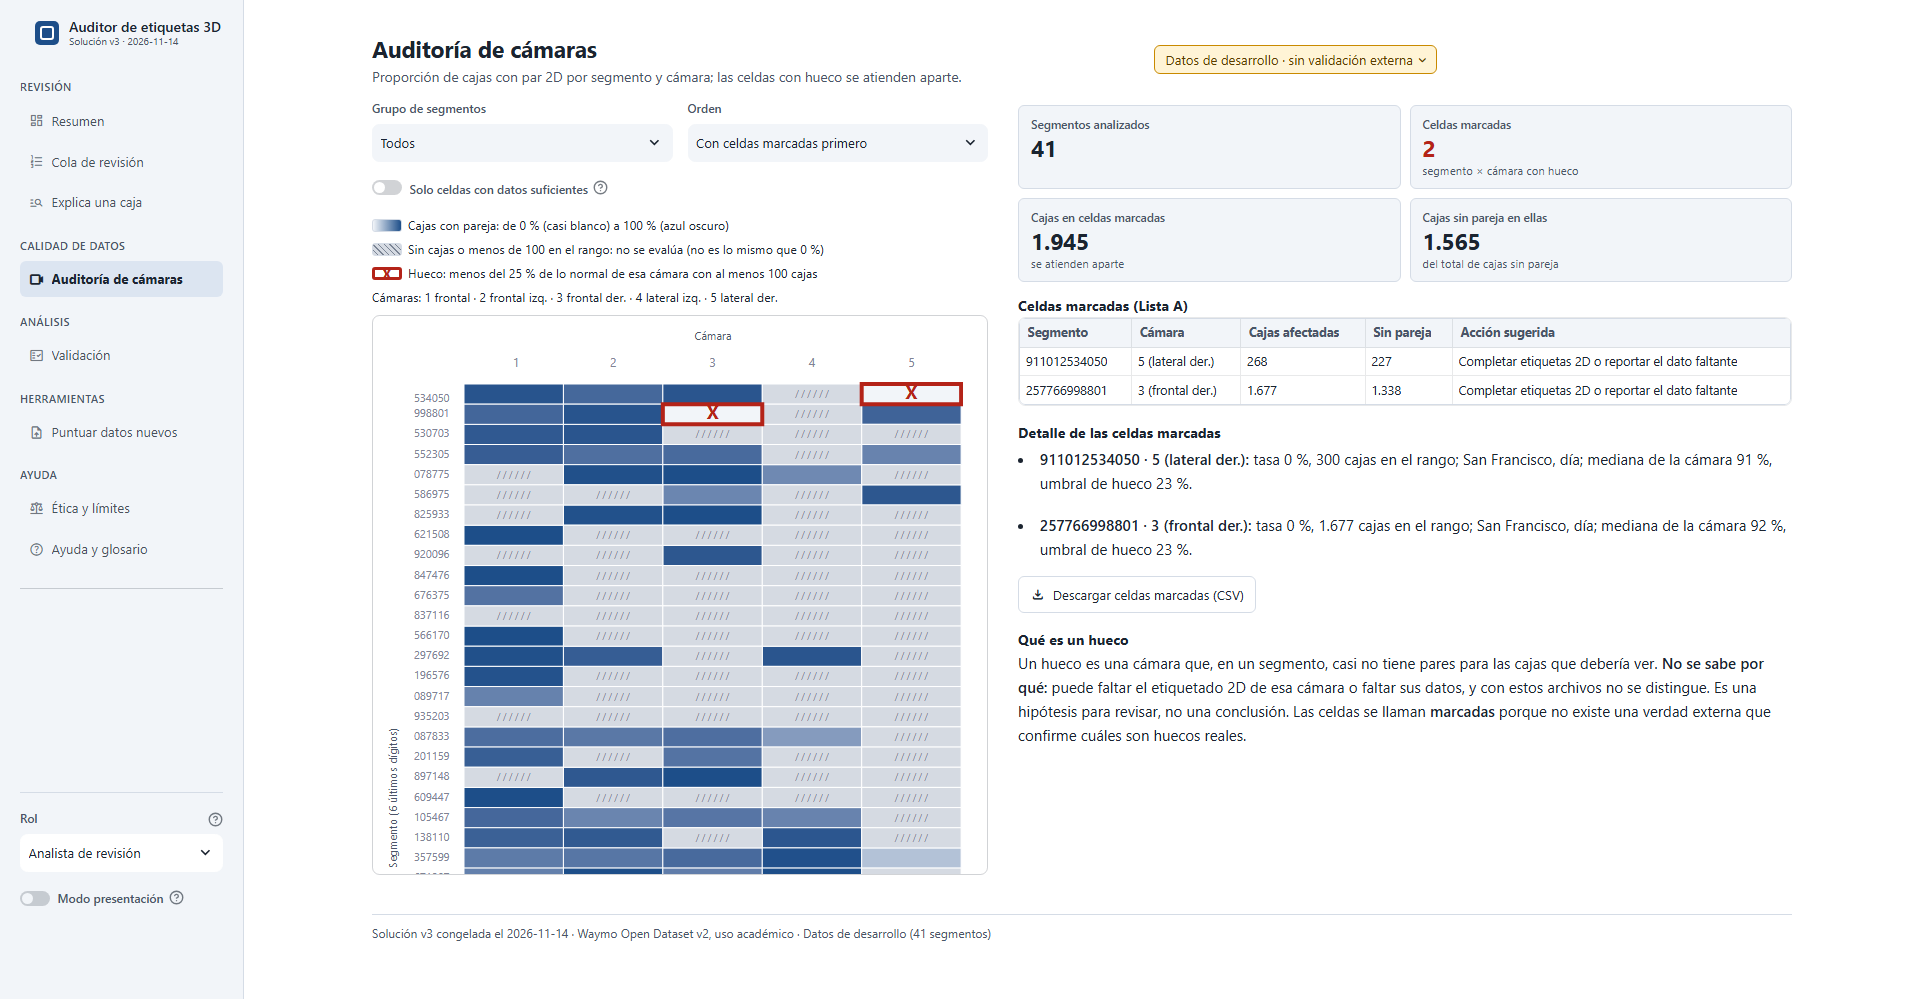 Auditor de etiquetas 3D
Solución v3 · 2026-11-14
REVISIÓN
Resumen
Cola de revisión
Explica una caja
CALIDAD DE DATOS
Auditoría de cámaras
ANÁLISIS
Validación
HERRAMIENTAS
Puntuar datos nuevos
AYUDA
Ética y límites
Ayuda y glosario
Rol
Analista de revisión
Modo presentación
Auditoría de cámaras
Proporción de cajas con par 2D por segmento y cámara; las celdas con hueco se atienden aparte.
Datos de desarrollo · sin validación externa
Grupo de segmentos
Todos
Orden
Con celdas marcadas primero
Solo celdas con datos suficientes
Cajas con pareja: de 0 % (casi blanco) a 100 % (azul oscuro)
Sin cajas o menos de 100 en el rango: no se evalúa (no es lo mismo que 0 %)
X Hueco: menos del 25 % de lo normal de esa cámara con al menos 100 cajas
Cámaras: 1 frontal · 2 frontal izq. · 3 frontal der. · 4 lateral izq. · 5 lateral der.
Cámara
1 2 3 4 5
534050 ////// X
998801 X //////
530703 ////// ////// //////
552305 //////
078775 ////// //////
586975 ////// ////// //////
825933 ////// ////// //////
621508 ////// ////// ////// //////
920096 ////// ////// ////// //////
847476 ////// ////// ////// //////
676375 ////// ////// ////// //////
837116 ////// ////// ////// ////// //////
566170 ////// ////// ////// //////
297692 ////// //////
196576 ////// ////// ////// //////
089717 ////// ////// ////// //////
935203 ////// ////// ////// ////// //////
087833 //////
201159 ////// ////// //////
897148 ////// ////// //////
609447 ////// ////// ////// //////
105467 //////
138110 ////// //////
357599
Segmento (6 últimos dígitos)
Segmentos analizados
41
Celdas marcadas
2
segmento × cámara con hueco
Cajas en celdas marcadas
1.945
se atienden aparte
Cajas sin pareja en ellas
1.565
del total de cajas sin pareja
Celdas marcadas (Lista A)
Segmento Cámara Cajas afectadas Sin pareja Acción sugerida
911012534050 5 (lateral der.) 268 227 Completar etiquetas 2D o reportar el dato faltante
257766998801 3 (frontal der.) 1.677 1.338 Completar etiquetas 2D o reportar el dato faltante
Detalle de las celdas marcadas
• 911012534050 · 5 (lateral der.): tasa 0 %, 300 cajas en el rango; San Francisco, día; mediana de la cámara 91 %,
umbral de hueco 23 %.
• 257766998801 · 3 (frontal der.): tasa 0 %, 1.677 cajas en el rango; San Francisco, día; mediana de la cámara 92 %,
umbral de hueco 23 %.
Descargar celdas marcadas (CSV)
Qué es un hueco
Un hueco es una cámara que, en un segmento, casi no tiene pares para las cajas que debería ver. No se sabe por
qué: puede faltar el etiquetado 2D de esa cámara o faltar sus datos, y con estos archivos no se distingue. Es una
hipótesis para revisar, no una conclusión. Las celdas se llaman marcadas porque no existe una verdad externa que
confirme cuáles son huecos reales.
Solución v3 congelada el 2026-11-14 · Waymo Open Dataset v2, uso académico · Datos de desarrollo (41 segmentos)